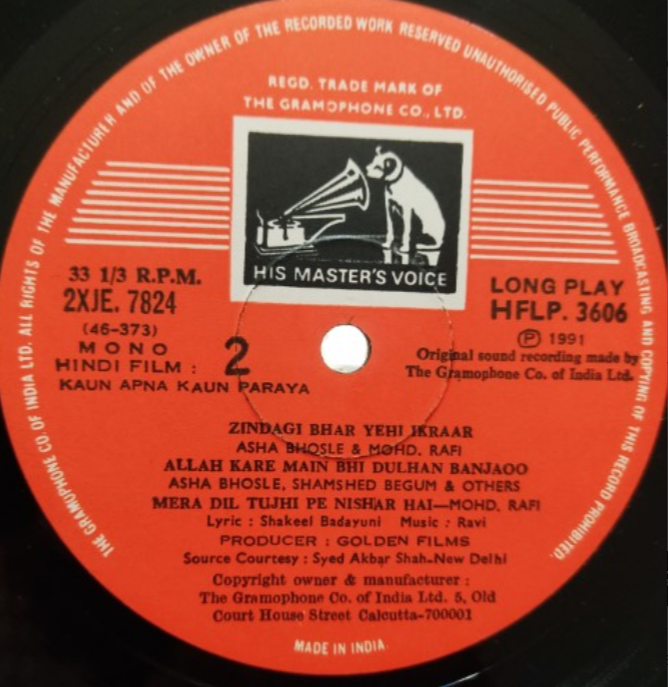 THE GRAMOPHONE CO. OF INDIA LTD. ALL RIGHTS OF THE MANUFACTURER AND OF THE OWNER OF THE RECORDED WORK RESERVED UNAUTHORISED PUBLIC PERFORMANCE BROADCASTING AND COPYING OF THIS RECORD PROHIBITED.
REGD. TRADE MARK OF
THE GRAMOPHONE CO., LTD.
HIS MASTER'S VOICE
33 1/3 R.P.M.
2XJE. 7824
(46-373)
MONO
HINDI FILM :
KAUN APNA KAUN PARAYA
2
LONG PLAY
HFLP. 3606
Ⓟ 1991
Original sound recording made by
The Gramophone Co. of India Ltd.
ZINDAGI BHAR YEHI IKRAAR
ASHA BHOSLE & MOHD. RAFI
ALLAH KARE MAIN BHI DULHAN BANJAOO
ASHA BHOSLE, SHAMSHED BEGUM & OTHERS
MERA DIL TUJHI PE NISHAR HAI—MOHD. RAFI
Lyric : Shakeel Badayuni Music : Ravi
PRODUCER : GOLDEN FILMS
Source Courtesy : Syed Akbar Shah-New Delhi
Copyright owner & manufacturer :
The Gramophone Co. of India Ltd. 5, Old
Court House Street Calcutta-700001
MADE IN INDIA